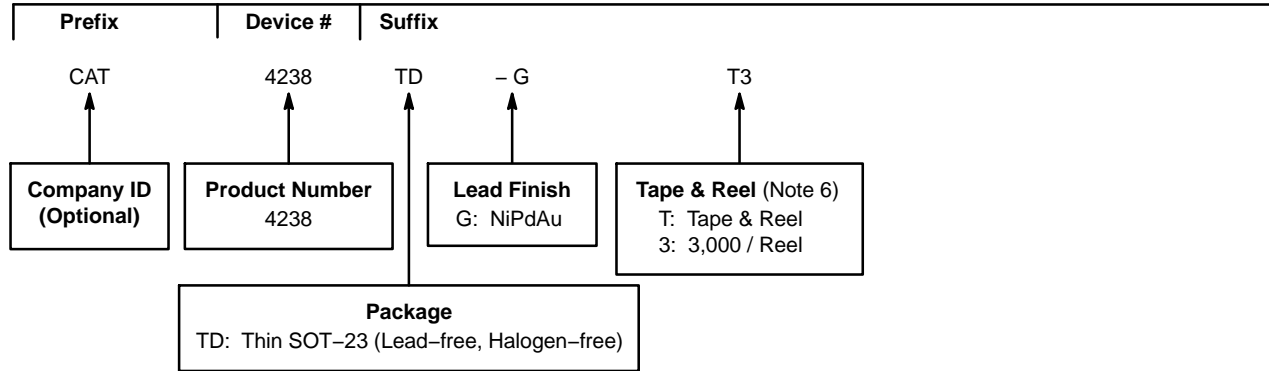 Prefix Device # Suffix
CAT 4238 TD – G T3
Company ID
(Optional)
Product Number
4238
Lead Finish
G: NiPdAu
Tape & Reel (Note 6)
T: Tape & Reel
3: 3,000 / Reel
Package
TD: Thin SOT−23 (Lead−free, Halogen−free)